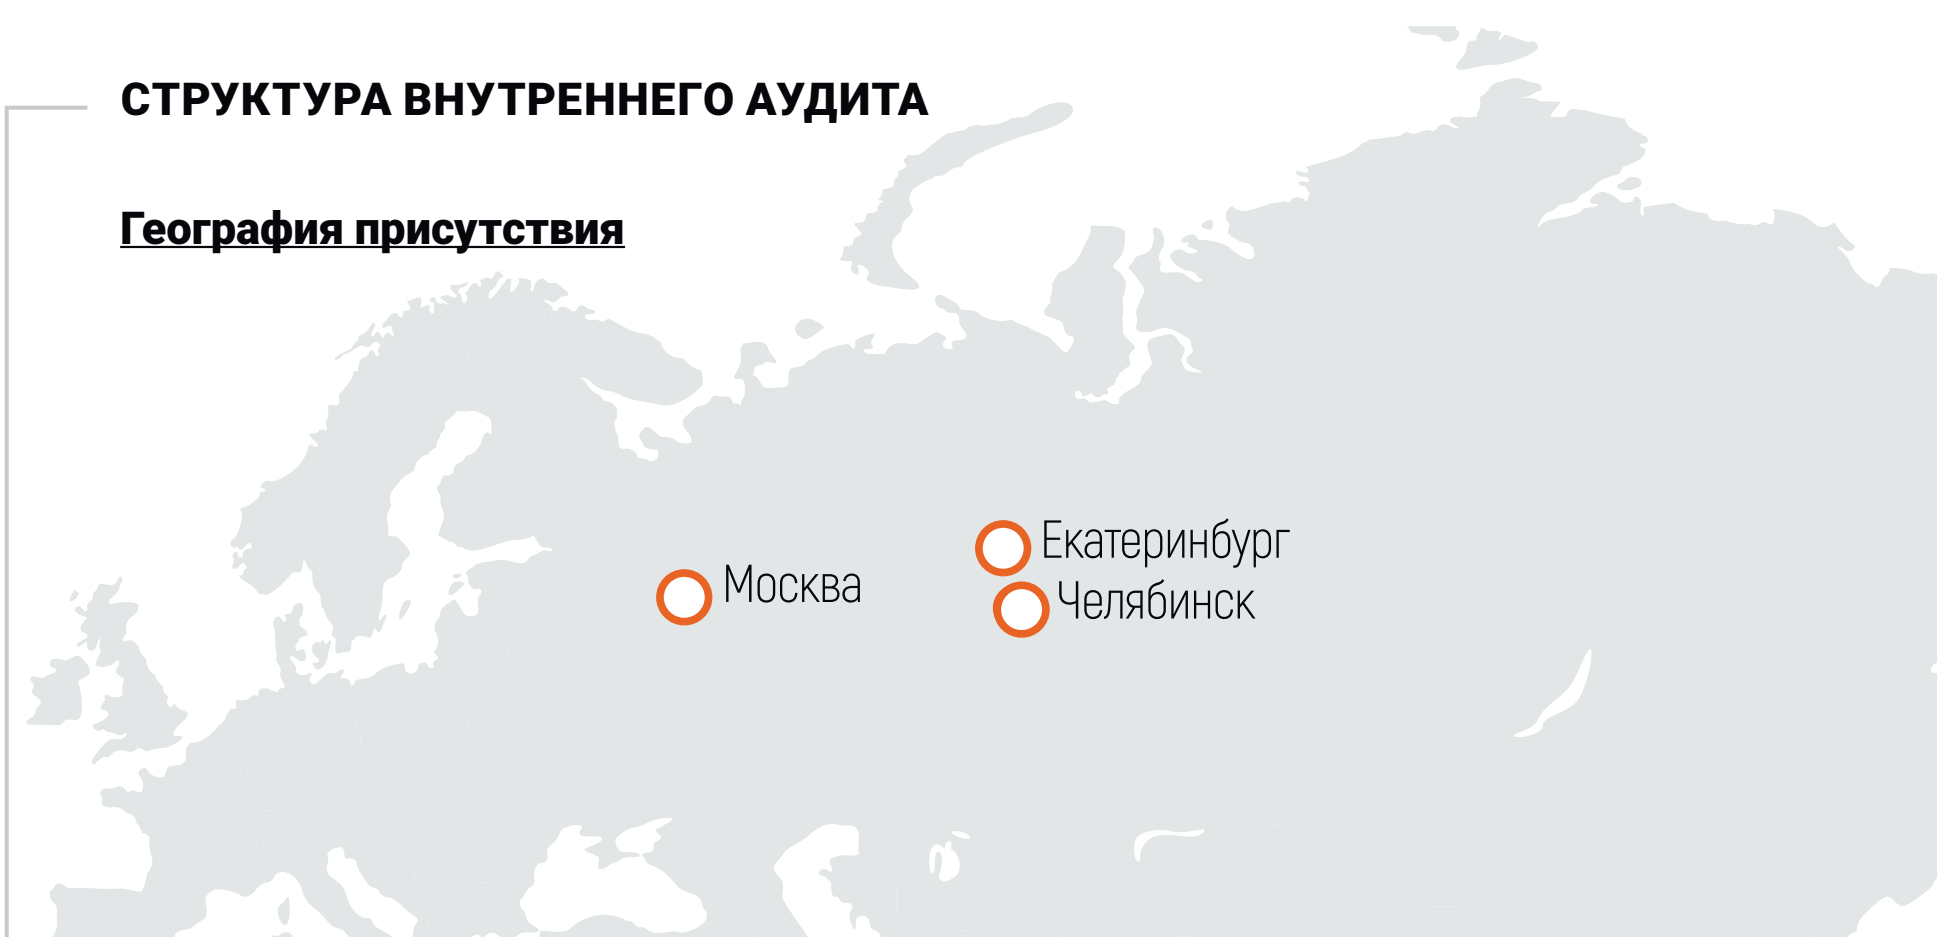 СТРУКТУРА ВНУТРЕННЕГО АУДИТА
География присутствия
Екатеринбург
Москва
Челябинск